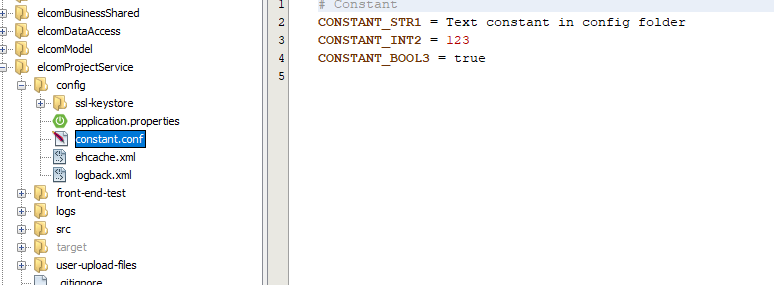 elcomBusinessShared
elcomDataAccess
elcomModel
elcomProjectService
config
ssl-keystore
application.properties
constant.conf
ehcache.xml
logback.xml
front-end-test
logs
src
target
user-upload-files
.gitignore
1 # Constant
2 CONSTANT_STR1 = Text constant in config folder
3 CONSTANT_INT2 = 123
4 CONSTANT_BOOL3 = true
5